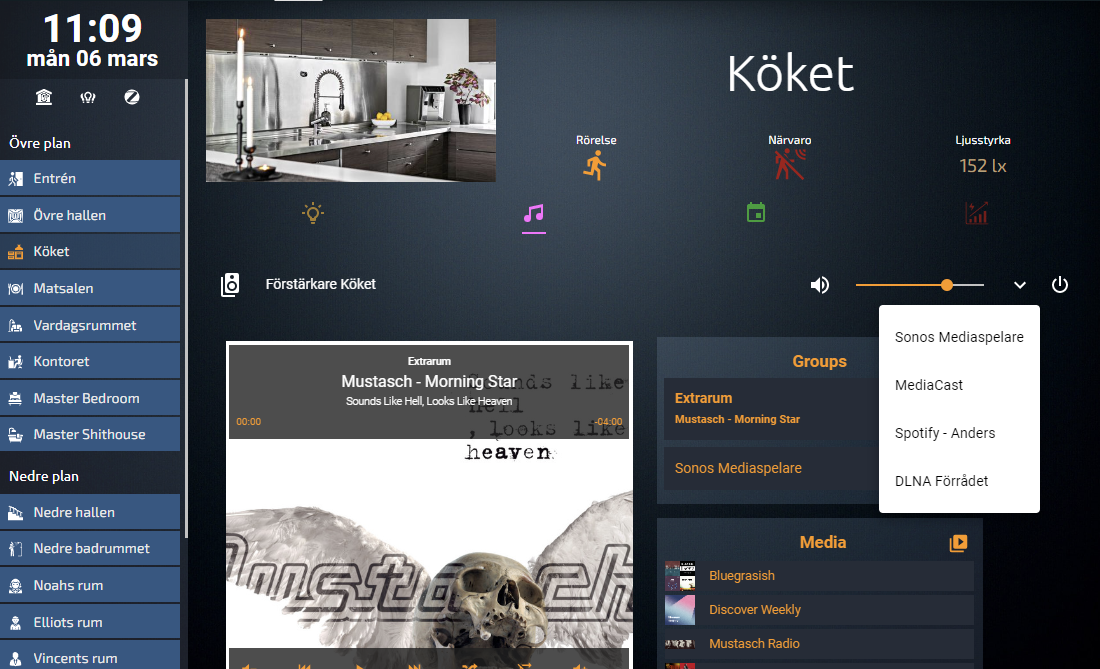 11:09
mån 06 mars
Övre plan
Entrén
Övre hallen
Köket
Matsalen
Vardagsrummet
Kontoret
Master Bedroom
Master Shithouse
Nedre plan
Nedre hallen
Nedre badrummet
Noahs rum
Elliots rum
Vincents rum
Köket
Rörelse
Närvaro
Ljusstyrka
152 lx
Förstärkare Köket
Sonos Mediaspelare
MediaCast
Spotify - Anders
DLNA Förrådet
Extrarum
Mustasch - Morning Star
Sounds Like Hell, Looks Like Heaven
00:00
-04:00
Sounds like
Hell
, looks like
heaven
Mustasch
Groups
Extrarum
Mustasch - Morning Star
Sonos Mediaspelare
Media
Bluegrasish
Discover Weekly
Mustasch Radio